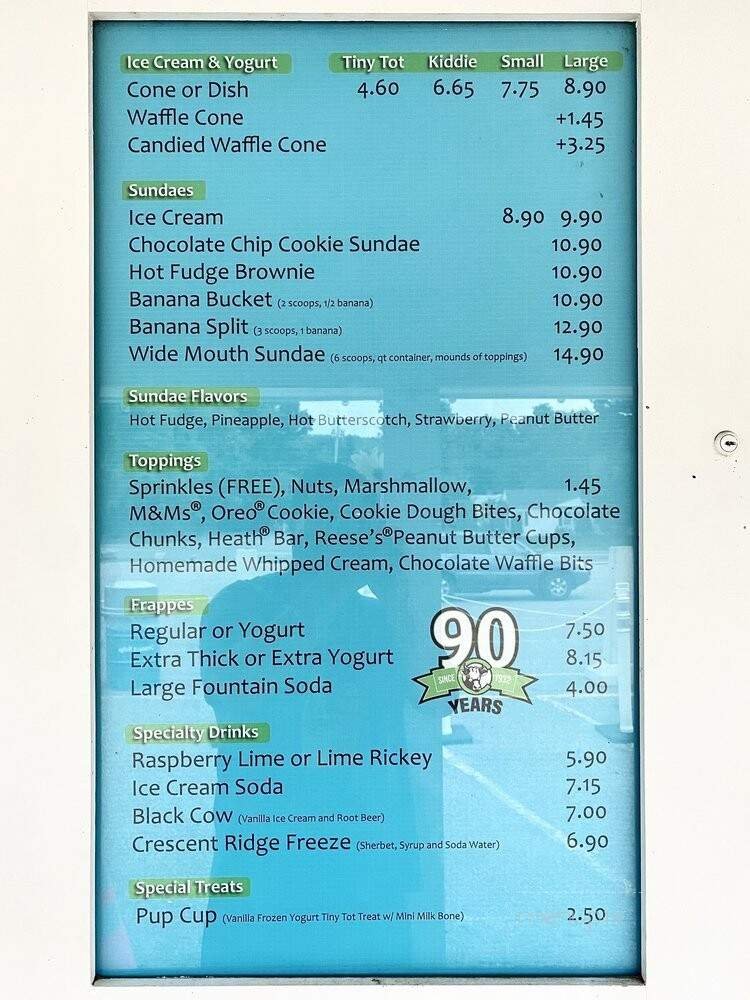 Ice Cream & Yogurt Tiny Tot Kiddie Small Large
Cone or Dish 4.60 6.65 7.75 8.90
Waffle Cone +1.45
Candied Waffle Cone +3.25
Sundaes
Ice Cream 8.90 9.90
Chocolate Chip Cookie Sundae 10.90
Hot Fudge Brownie 10.90
Banana Bucket (2 scoops, 1/2 banana) 10.90
Banana Split (3 scoops, 1 banana) 12.90
Wide Mouth Sundae (6 scoops, qt container, mounds of toppings) 14.90
Sundae Flavors
Hot Fudge, Pineapple, Hot Butterscotch, Strawberry, Peanut Butter
Toppings
Sprinkles (FREE), Nuts, Marshmallow, 1.45
M&Ms®, Oreo® Cookie, Cookie Dough Bites, Chocolate
Chunks, Heath® Bar, Reese's® Peanut Butter Cups,
Homemade Whipped Cream, Chocolate Waffle Bits
Frappes
Regular or Yogurt 7.50
Extra Thick or Extra Yogurt 8.15
Large Fountain Soda 4.00
90
SINCE 1932
YEARS
Specialty Drinks
Raspberry Lime or Lime Rickey 5.90
Ice Cream Soda 7.15
Black Cow (Vanilla Ice Cream and Root Beer) 7.00
Crescent Ridge Freeze (Sherbet, Syrup and Soda Water) 6.90
Special Treats
Pup Cup (Vanilla Frozen Yogurt Tiny Tot Treat w/ Mini Milk Bone) 2.50